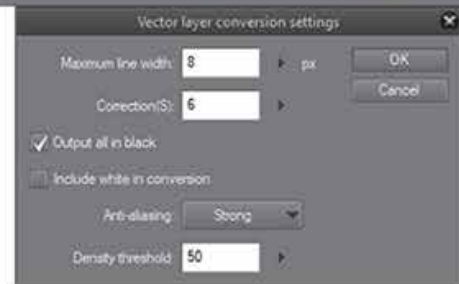 Vector layer conversion settings
Maximum line width: 8 px
OK
Correction(S): 6
Cancel
Output all in black
Include white in conversion
Anti-aliasing: Strong
Density threshold: 50